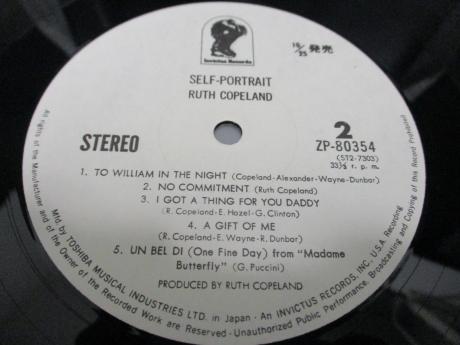 Invictus Records
10/25 発売
SELF-PORTRAIT
RUTH COPELAND
STEREO
2
ZP-80354
(ST2-7303)
33⅓ r. p. m.
1. TO WILLIAM IN THE NIGHT (Copeland-Alexander-Wayne-Dunbar)
2. NO COMMITMENT (Ruth Copeland)
3. I GOT A THING FOR YOU DADDY
(R. Copeland-E. Hazel-G. Clinton)
4. A GIFT OF ME
(R. Copeland-E. Wayne-R. Dunbar)
5. UN BEL DI (One Fine Day) from "Madame
Butterfly" (G. Puccini)
PRODUCED BY RUTH COPELAND
Mfd. by TOSHIBA MUSICAL INDUSTRIES LTD. in Japan · An INVICTUS RECORDS, INC., U.S.A. Recording
All rights of the Manufacturer and of the Owner of the Recorded Work are Reserved - Unauthorized Public Performance, Broadcasting and Copying of this Record Prohibited